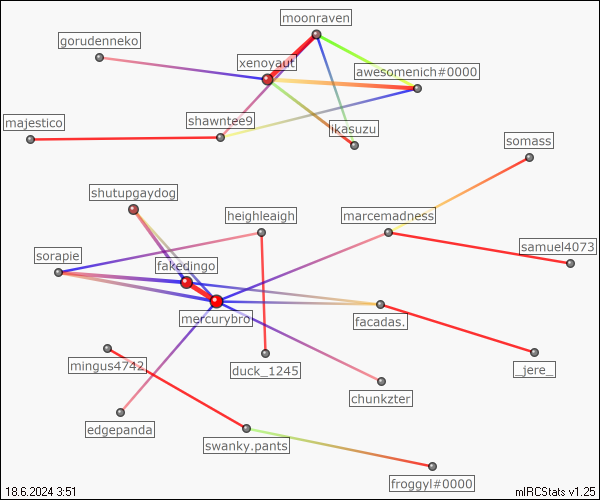 moonraven
gorudenneko
xenoyaut
awesomenich#0000
majestico
shawntee9
ikasuzu
somass
shutupgaydog
heighleaigh
marcemadness
samuel4073
sorapie
fakedingo
mercurybro
facadas.
mingus4742
duck_1245
_jere_
chunkzter
edgepanda
swanky.pants
froggyl#0000
18.6.2024 3:51
mIRCStats v1.25